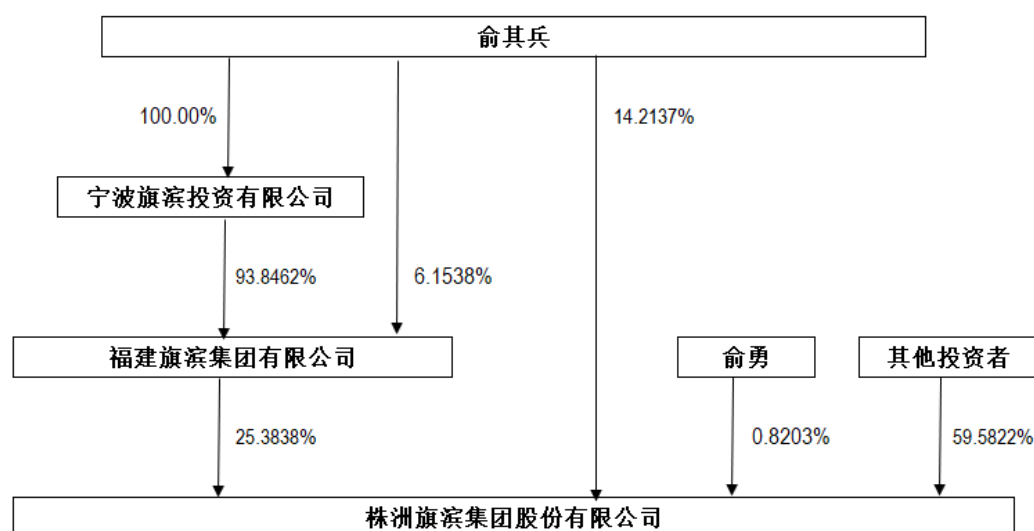 俞其兵
100.00%
14.2137%
宁波旗滨投资有限公司
93.8462%
6.1538%
福建旗滨集团有限公司
俞勇
其他投资者
25.3838%
0.8203%
59.5822%
株洲旗滨集团股份有限公司